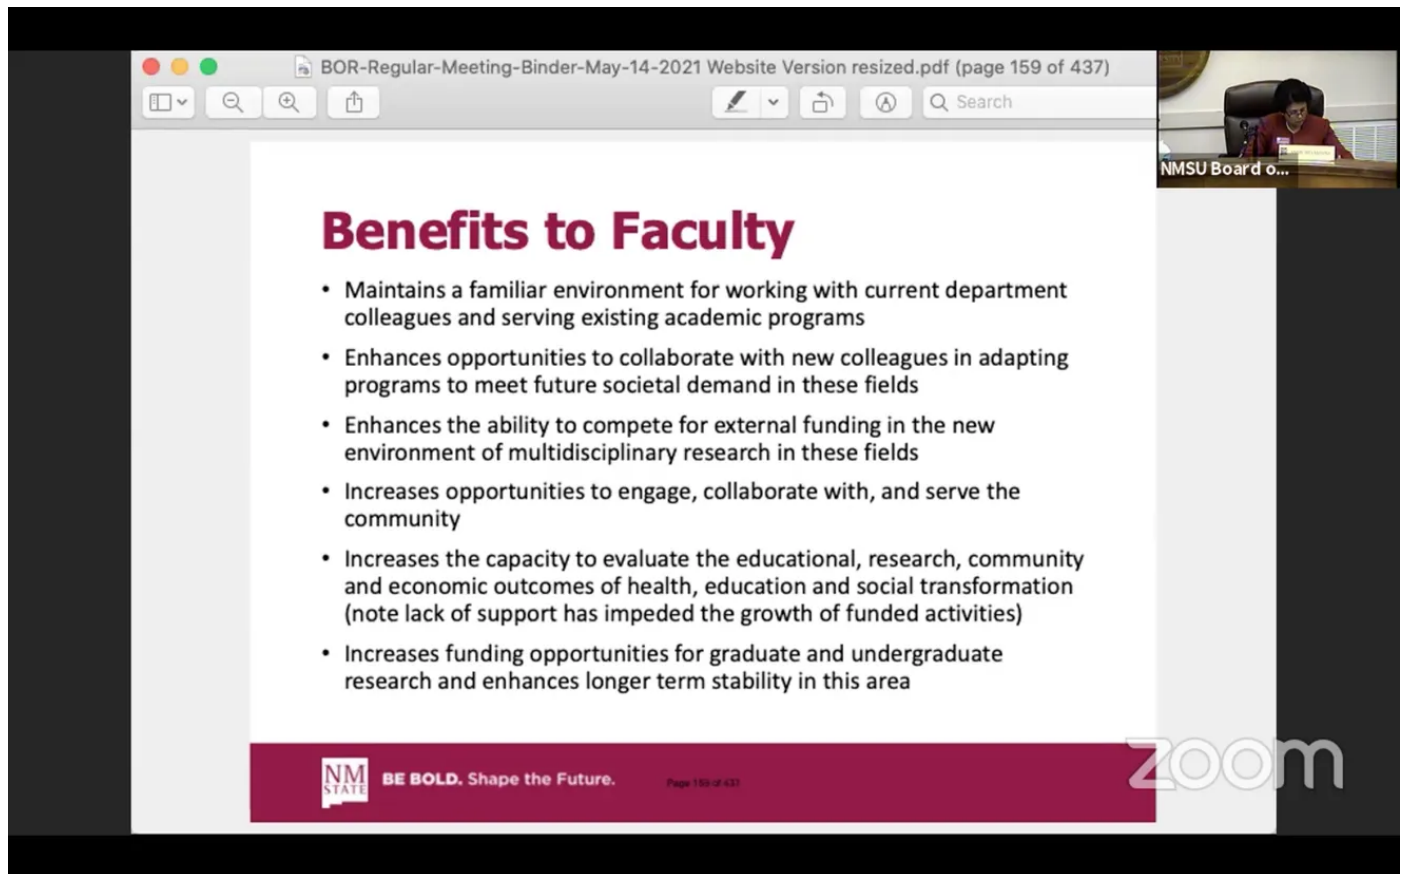 BOR-Regular-Meeting-Binder-May-14-2021 Website Version resized.pdf (page 159 of 437)
Search
NMSU Board o...
Benefits to Faculty
• Maintains a familiar environment for working with current department
colleagues and serving existing academic programs
• Enhances opportunities to collaborate with new colleagues in adapting
programs to meet future societal demand in these fields
• Enhances the ability to compete for external funding in the new
environment of multidisciplinary research in these fields
• Increases opportunities to engage, collaborate with, and serve the
community
• Increases the capacity to evaluate the educational, research, community
and economic outcomes of health, education and social transformation
(note lack of support has impeded the growth of funded activities)
• Increases funding opportunities for graduate and undergraduate
research and enhances longer term stability in this area
NM
STATE
BE BOLD. Shape the Future.
Page 159 of 437
zoom